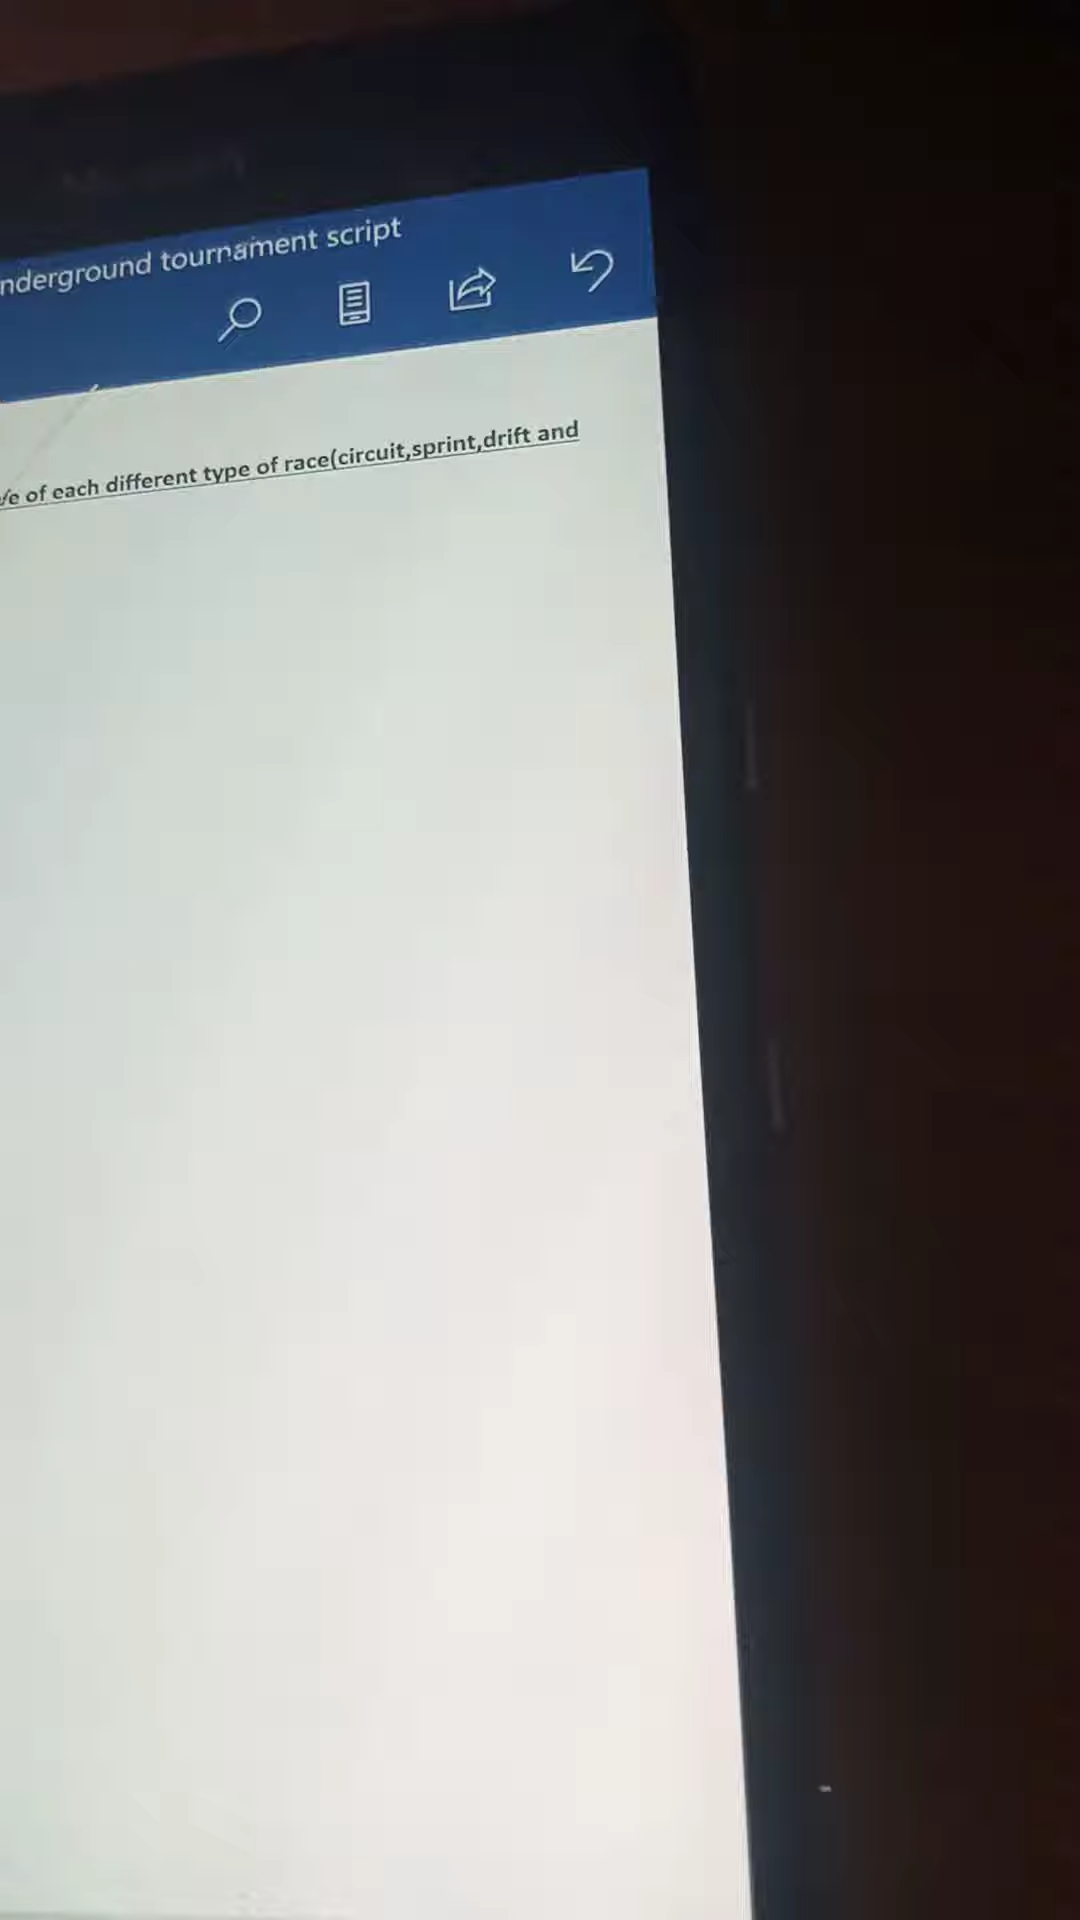 nderground tournament script
of each different type of race(circuit,sprint,drift and